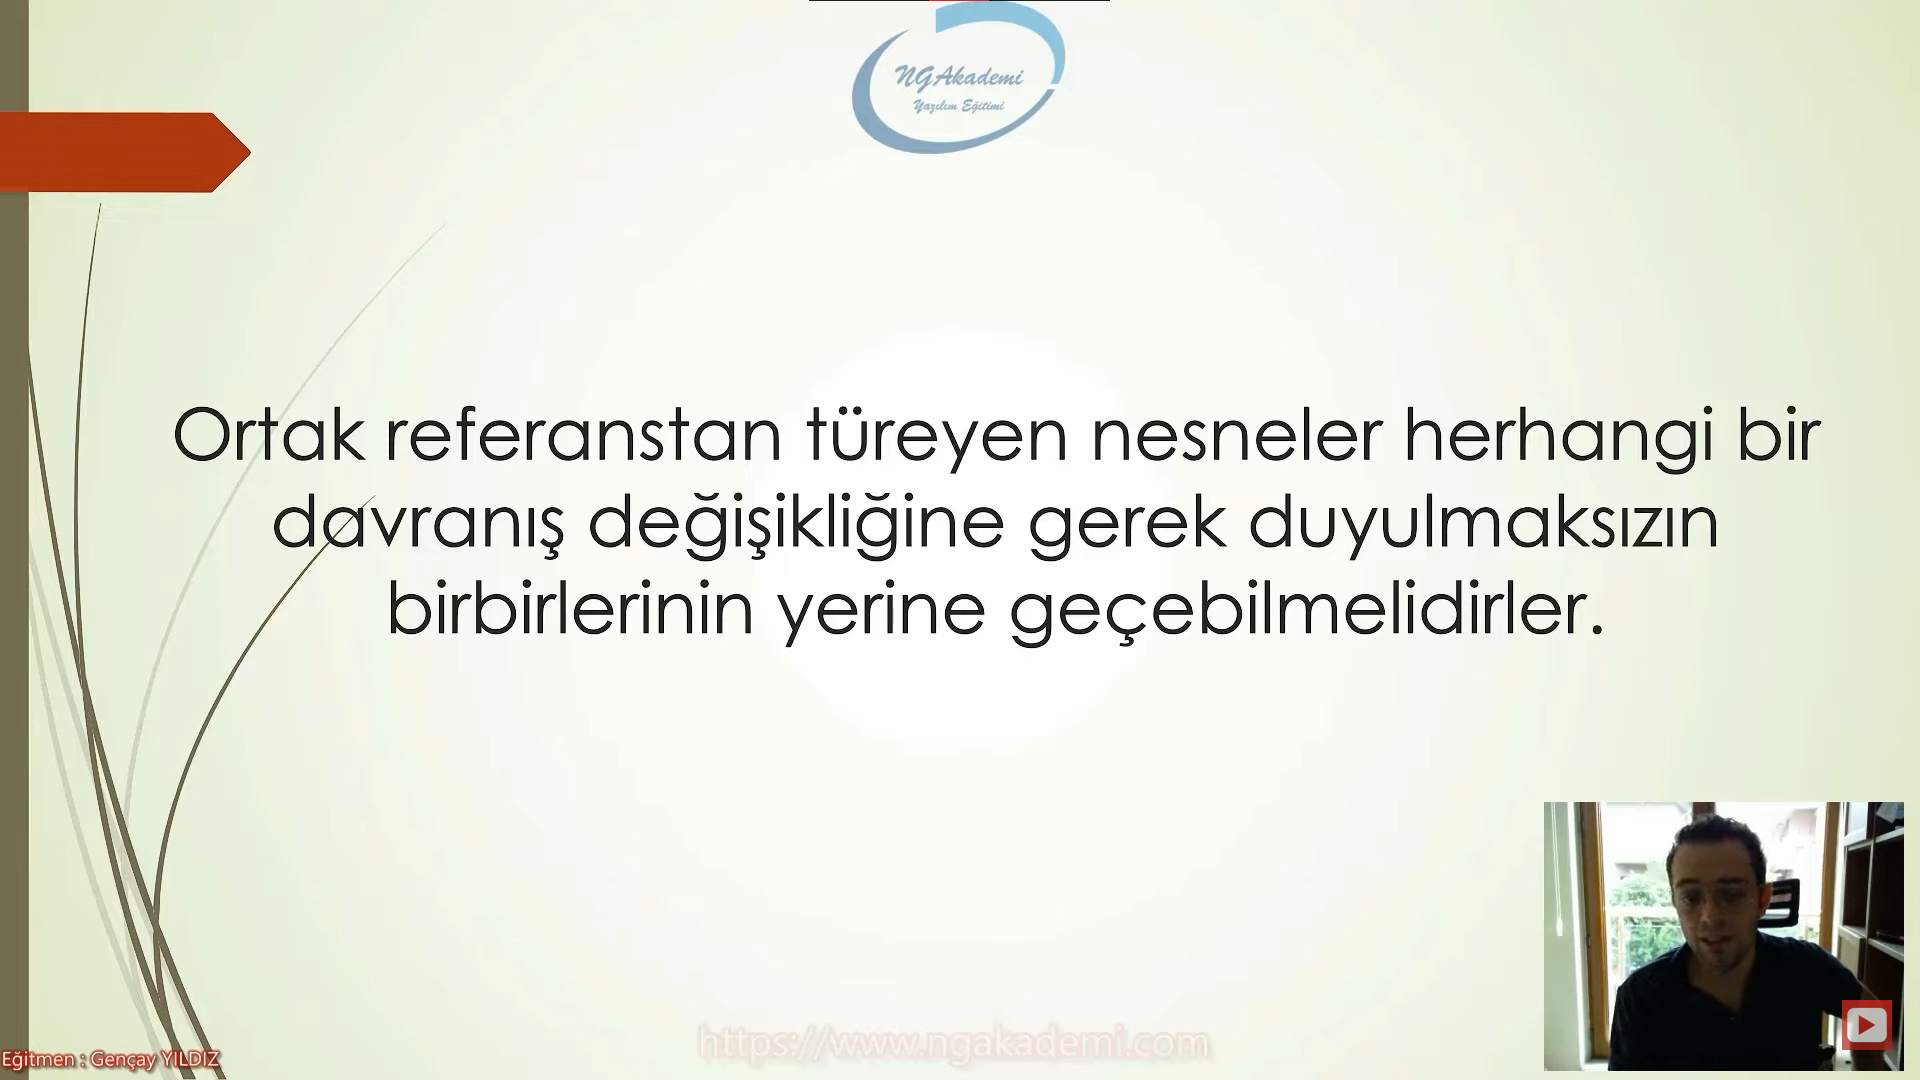 NGAkademi
Yazılım Eğitimi
Ortak referanstan türeyen nesneler herhangi bir
davranış değişikliğine gerek duyulmaksızın
birbirlerinin yerine geçebilmelidirler.
https://www.ngakademi.com
Eğitmen : Gençay YILDIZ